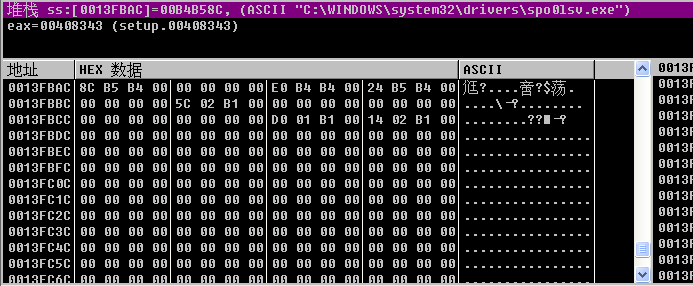 堆栈 ss:[0013FBAC]=00B4B58C, (ASCII "C:\WINDOWS\system32\drivers\spo0lsv.exe")
eax=00408343 (setup.00408343)
地址 HEX 数据 ASCII 0013F
0013FBAC 8C B5 B4 00 00 00 00 00 E0 B4 B4 00 24 B5 B4 00 0013F
0013FBBC 00 00 00 00 5C 02 B1 00 00 00 00 00 00 00 00 00 ....\ ?........ 0013F
0013FBCC 00 00 00 00 00 00 00 00 D0 01 B1 00 14 02 B1 00 0013F
0013FBDC 00 00 00 00 00 00 00 00 00 00 00 00 00 00 00 00 ................ 0013F
0013FBEC 00 00 00 00 00 00 00 00 00 00 00 00 00 00 00 00 ................ 0013F
0013FBFC 00 00 00 00 00 00 00 00 00 00 00 00 00 00 00 00 ................ 0013F
0013FC0C 00 00 00 00 00 00 00 00 00 00 00 00 00 00 00 00 ................ 0013F
0013FC1C 00 00 00 00 00 00 00 00 00 00 00 00 00 00 00 00 ................ 0013F
0013FC2C 00 00 00 00 00 00 00 00 00 00 00 00 00 00 00 00 ................ 0013F
0013FC3C 00 00 00 00 00 00 00 00 00 00 00 00 00 00 00 00 ................ 0013F
0013FC4C 00 00 00 00 00 00 00 00 00 00 00 00 00 00 00 00 ................ 0013F
0013FC5C 00 00 00 00 00 00 00 00 00 00 00 00 00 00 00 00 ................ 0013F
0013FC6C 00 00 00 00 00 00 00 00 00 00 00 00 00 00 00 00 ................ 0013F